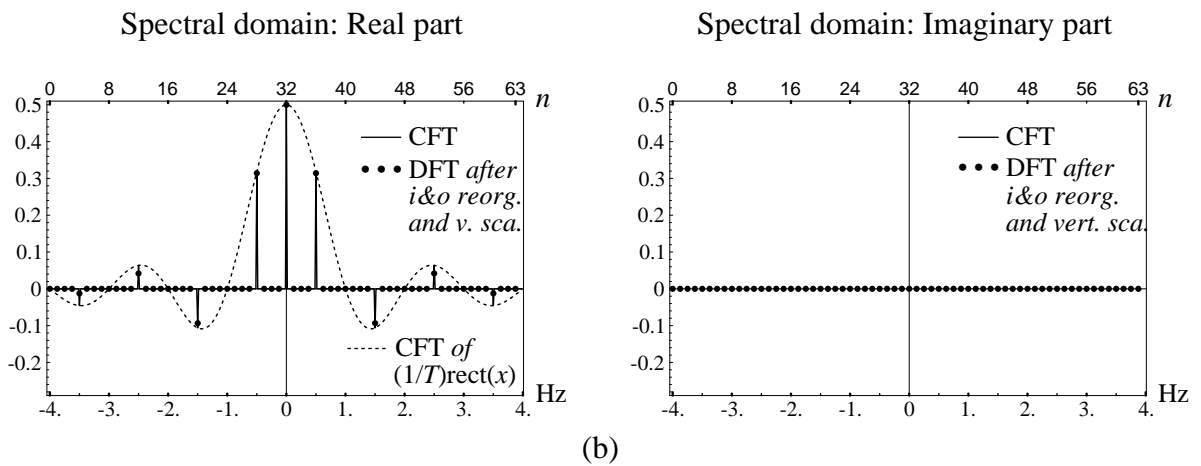 Spectral domain: Real part
0 8 16 24 32 40 48 56 63 n
0.5
0.4
0.3
0.2
0.1
0
-0.1
-0.2
CFT
DFT after
i&o reorg.
and v. sca.
CFT of
(1/T)rect(x)
Hz
-4. -3. -2. -1. 0 1. 2. 3. 4.
Spectral domain: Imaginary part
0 8 16 24 32 40 48 56 63 n
0.5
0.4
0.3
0.2
0.1
0
-0.1
-0.2
CFT
DFT after
i&o reorg.
and vert. sca.
Hz
-4. -3. -2. -1. 0 1. 2. 3. 4.
(b)